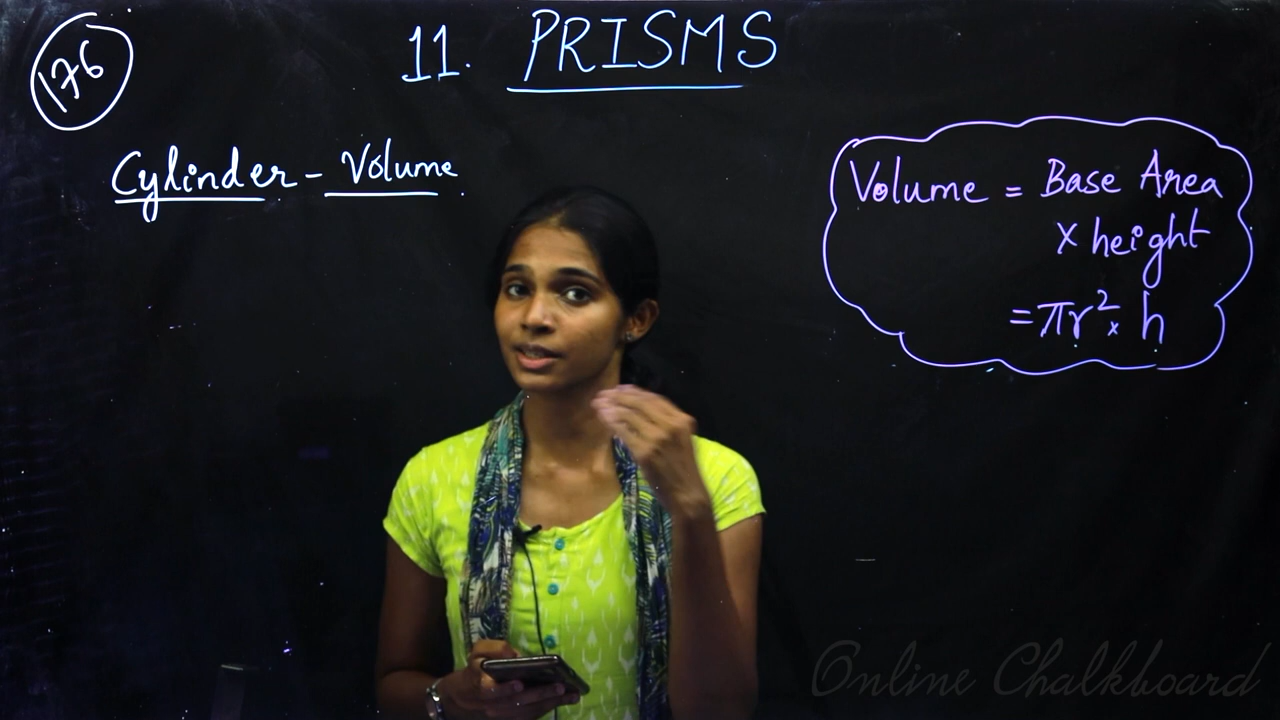 176
11. PRISMS
Cylinder - Volume.
Volume = Base Area
x height
= πr² x h
Online Chalkboard